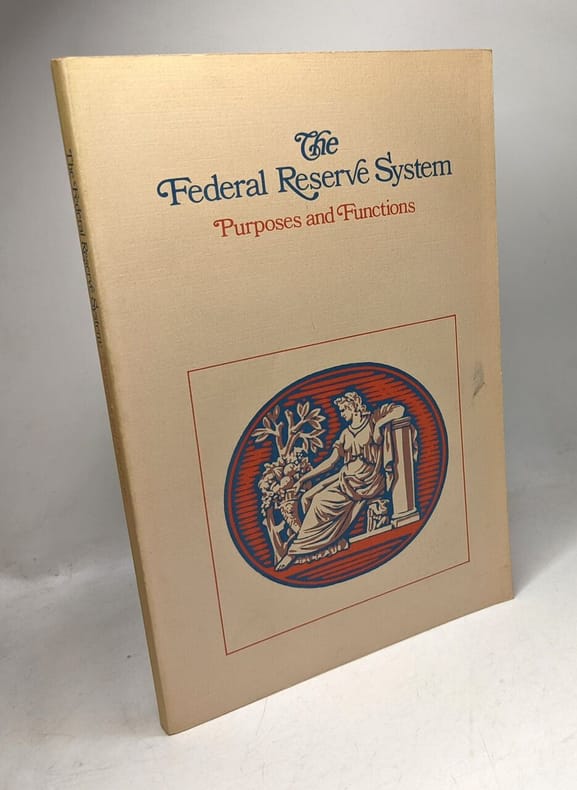 The
Federal Reserve System
Purposes and Functions
The Federal Reserve System